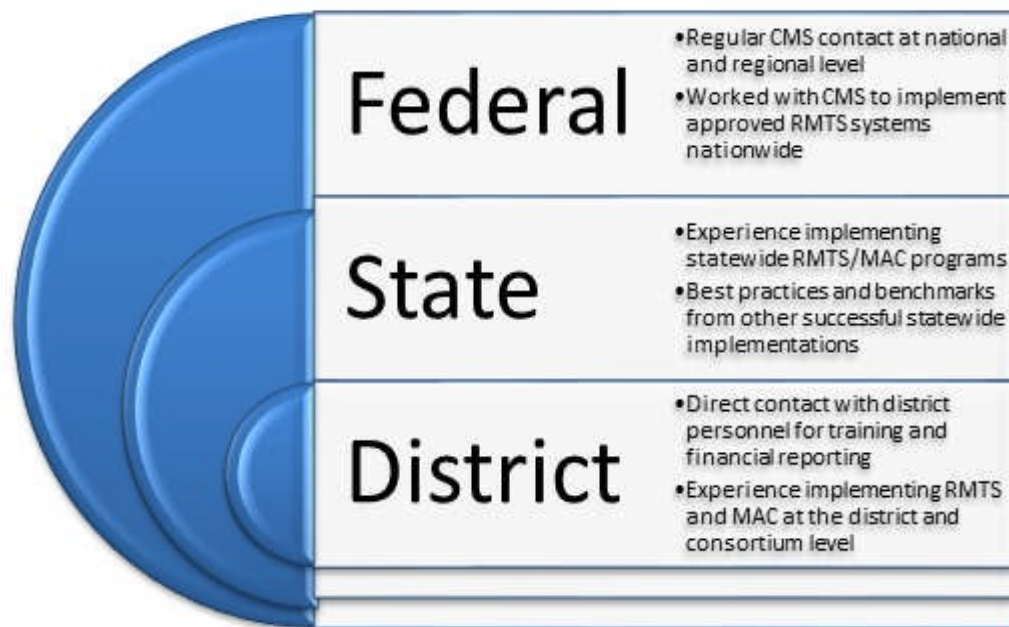 Federal
•Regular CMS contact at national
and regional level
•Worked with CMS to implement
approved RMTS systems
nationwide
State
•Experience implementing
statewide RMTS/MAC programs
•Best practices and benchmarks
from other successful statewide
implementations
District
•Direct contact with district
personnel for training and
financial reporting
•Experience implementing RMTS
and MAC at the district and
consortium level